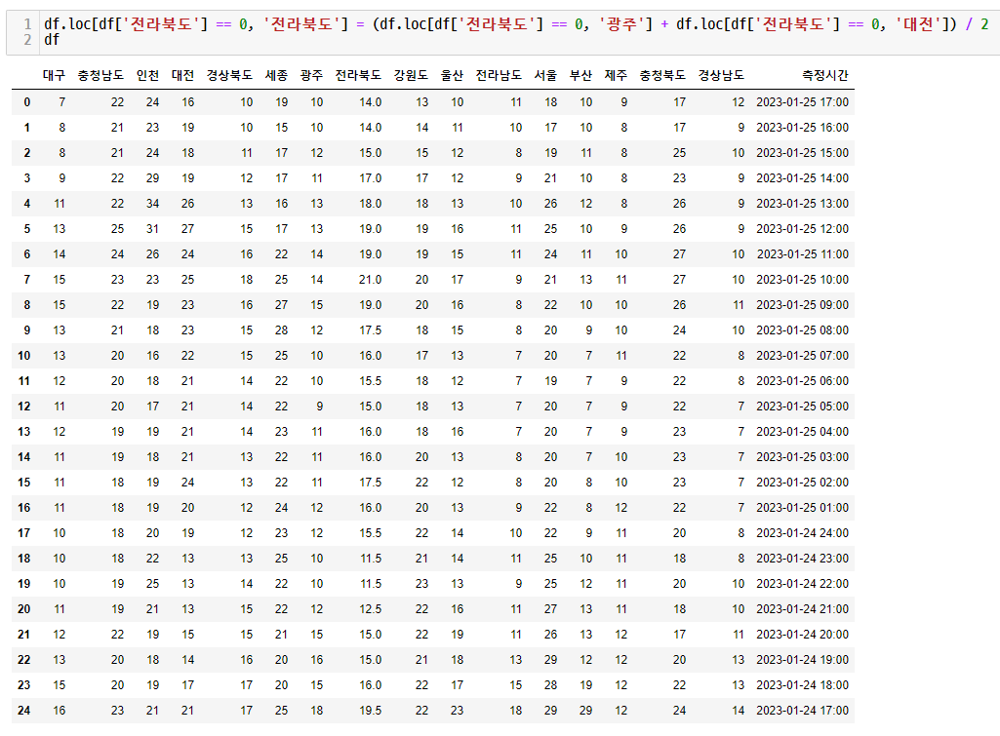 1 df.loc[df['전라북도'] == 0, '전라북도'] = (df.loc[df['전라북도'] == 0, '광주'] + df.loc[df['전라북도'] == 0, '대전']) / 2
2 df
대구 충청남도 인천 대전 경상북도 세종 광주 전라북도 강원도 울산 전라남도 서울 부산 제주 충청북도 경상남도 측정시간
0 7 22 24 16 10 19 10 14.0 13 10 11 18 10 9 17 12 2023-01-25 17:00
1 8 21 23 19 10 15 10 14.0 14 11 10 17 10 8 17 9 2023-01-25 16:00
2 8 21 24 18 11 17 12 15.0 15 12 8 19 11 8 25 10 2023-01-25 15:00
3 9 22 29 19 12 17 11 17.0 17 12 9 21 10 8 23 9 2023-01-25 14:00
4 11 22 34 26 13 16 13 18.0 18 13 10 26 12 8 26 9 2023-01-25 13:00
5 13 25 31 27 15 17 13 19.0 19 16 11 25 10 9 26 9 2023-01-25 12:00
6 14 24 26 24 16 22 14 19.0 19 15 11 24 11 10 27 10 2023-01-25 11:00
7 15 23 23 25 18 25 14 21.0 20 17 9 21 13 11 27 10 2023-01-25 10:00
8 15 22 19 23 16 27 15 19.0 20 16 8 22 10 10 26 11 2023-01-25 09:00
9 13 21 18 23 15 28 12 17.5 18 15 8 20 9 10 24 10 2023-01-25 08:00
10 13 20 16 22 15 25 10 16.0 17 13 7 20 7 11 22 8 2023-01-25 07:00
11 12 20 18 21 14 22 10 15.5 18 12 7 19 7 9 22 8 2023-01-25 06:00
12 11 20 17 21 14 22 9 15.0 18 13 7 20 7 9 22 7 2023-01-25 05:00
13 12 19 19 21 14 23 11 16.0 18 16 7 20 7 9 23 7 2023-01-25 04:00
14 11 19 18 21 13 22 11 16.0 20 13 8 20 7 10 23 7 2023-01-25 03:00
15 11 18 19 24 13 22 11 17.5 22 12 8 20 8 10 23 7 2023-01-25 02:00
16 11 18 19 20 12 24 12 16.0 20 13 9 22 8 12 22 7 2023-01-25 01:00
17 10 18 20 19 12 23 12 15.5 22 14 10 22 9 11 20 8 2023-01-24 24:00
18 10 18 22 13 13 25 10 11.5 21 14 11 25 10 11 18 8 2023-01-24 23:00
19 10 19 25 13 14 22 10 11.5 23 13 9 25 12 11 20 10 2023-01-24 22:00
20 11 19 21 13 15 22 12 12.5 22 16 11 27 13 11 18 10 2023-01-24 21:00
21 12 22 19 15 15 21 15 15.0 22 19 11 26 13 12 17 11 2023-01-24 20:00
22 13 20 18 14 16 20 16 15.0 21 18 13 29 12 12 20 13 2023-01-24 19:00
23 15 20 19 17 17 20 15 16.0 22 17 15 28 19 12 22 13 2023-01-24 18:00
24 16 23 21 21 17 25 18 19.5 22 23 18 29 29 12 24 14 2023-01-24 17:00